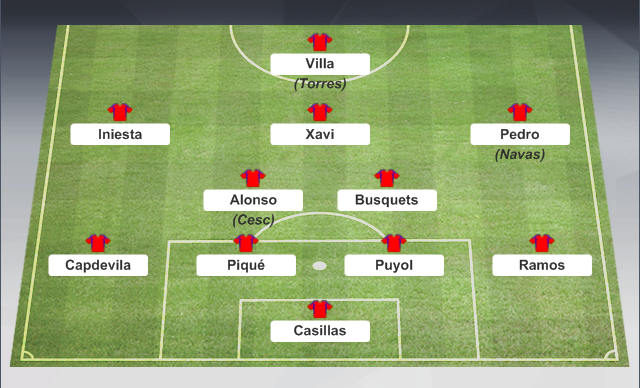 Villa
(Torres)
Iniesta
Xavi
Pedro
(Navas)
Alonso
Busquets
(Cesc)
Capdevila
Piqué
Puyol
Ramos
Casillas